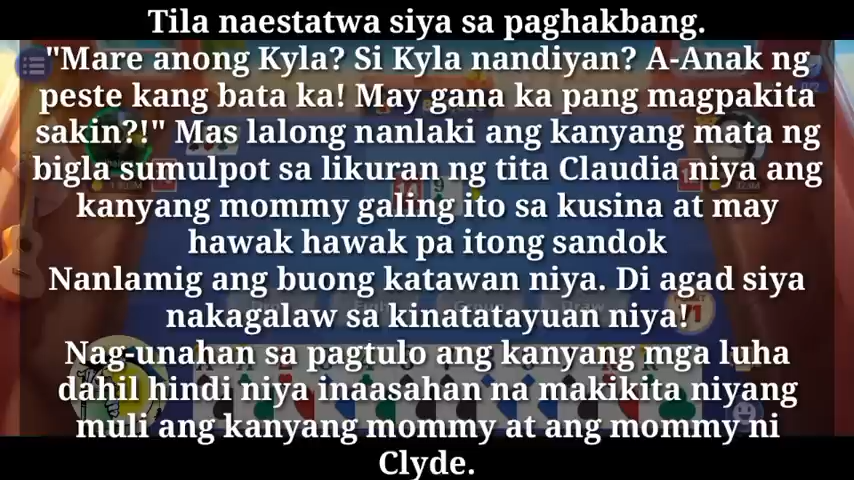 Tila naestatwa siya sa paghakbang.
"Mare anong Kyla? Si Kyla nandiyan? A-Anak ng
peste kang bata ka! May gana ka pang magpakita
sakin?!" Mas lalong nanlaki ang kanyang mata ng
bigla sumulpot sa likuran ng tita Claudia niya ang
kanyang mommy galing ito sa kusina at may
hawak hawak pa itong sandok
Nanlamig ang buong katawan niya. Di agad siya
nakagalaw sa kinatatayuan niya!
Nag-unahan sa pagtulo ang kanyang mga luha
dahil hindi niya inaasahan na makikita niyang
muli ang kanyang mommy at ang mommy ni
Clyde.